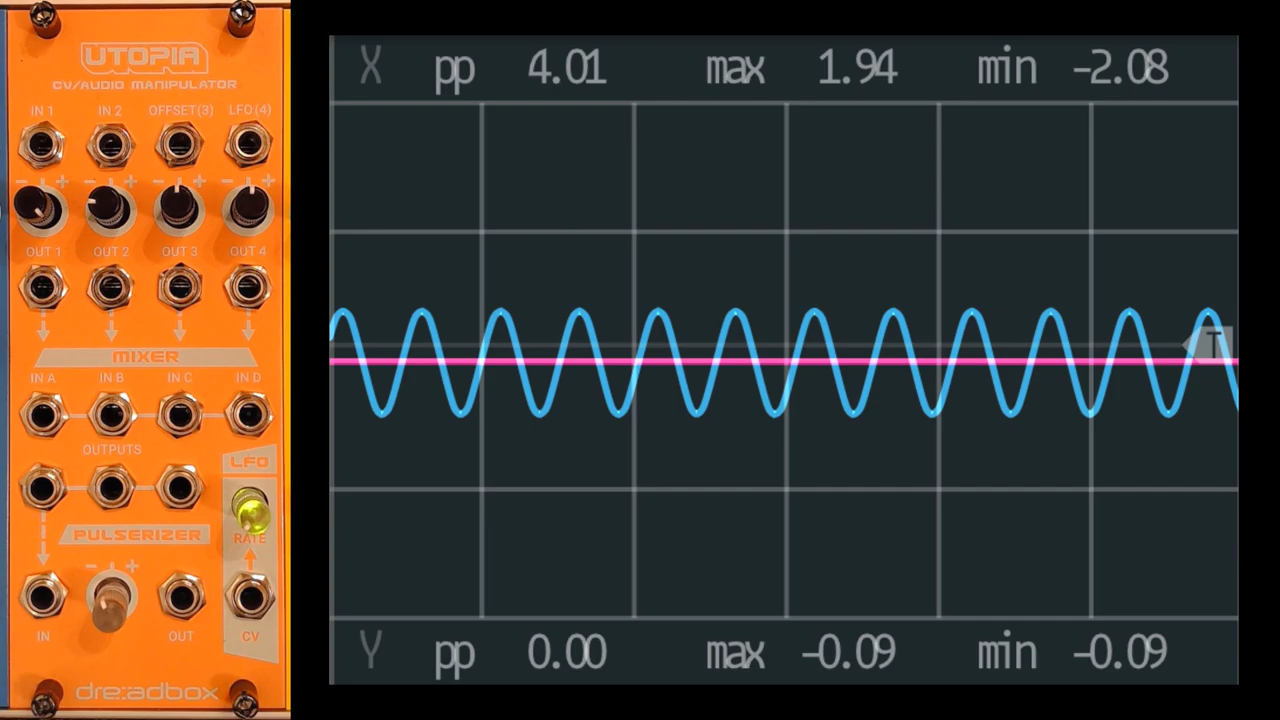 UTOPIA
CV/AUDIO MANIPULATOR
IN 1 IN 2 OFFSET(3) LFO(4)
- + - + - + - +
OUT 1 OUT 2 OUT 3 OUT 4
MIXER
IN A IN B IN C IN D
OUTPUTS
LFO
PULSERIZER
RATE
- +
IN OUT CV
dre:adbox
X pp 4.01 max 1.94 min -2.08
T
Y pp 0.00 max -0.09 min -0.09